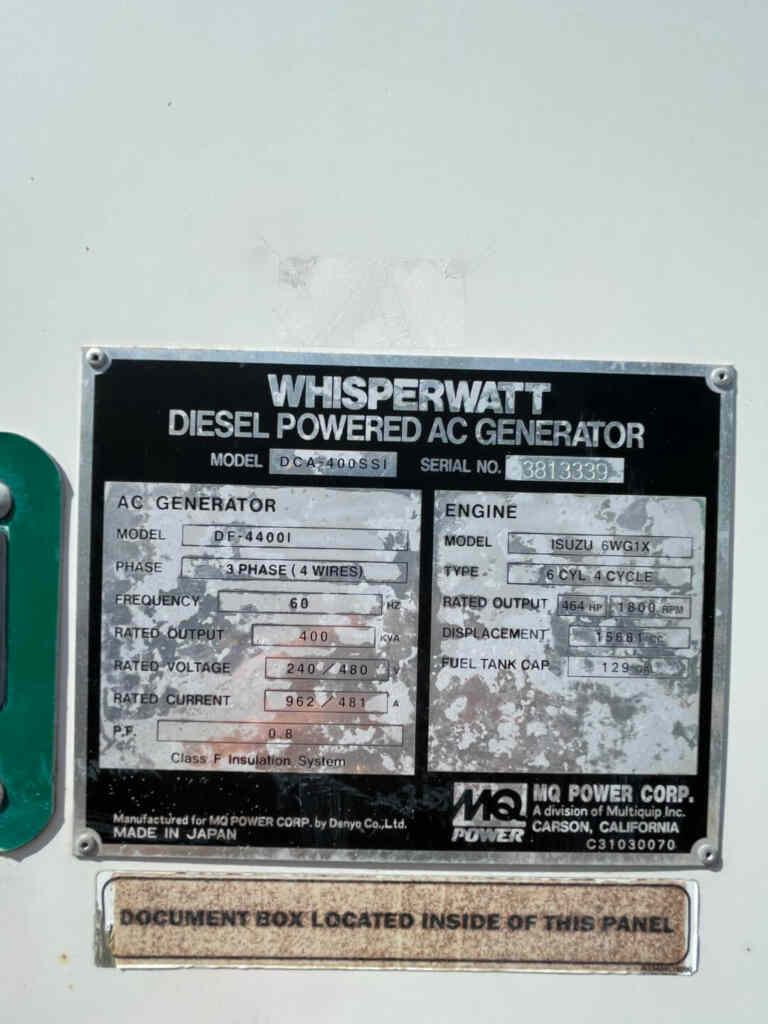 WHISPERWATT
DIESEL POWERED AC GENERATOR
MODEL DCA-400SSI SERIAL NO. 3813339
AC GENERATOR
MODEL DF-4400I
PHASE 3 PHASE (4 WIRES)
FREQUENCY 60 HZ
RATED OUTPUT 400 KVA
RATED VOLTAGE 240/480 V
RATED CURRENT 962/481 A
P.F. 0.8
Class F Insulation System
ENGINE
MODEL ISUZU 6WG1X
TYPE 6 CYL 4 CYCLE
RATED OUTPUT 464 HP 1800 RPM
DISPLACEMENT 15681 cc
FUEL TANK CAP. 129
Manufactured for MQ POWER CORP. by Denyo Co.,Ltd.
MADE IN JAPAN
MQ
POWER
MQ POWER CORP.
A division of Multiquip Inc.
CARSON, CALIFORNIA
C31030070
DOCUMENT BOX LOCATED INSIDE OF THIS PANEL